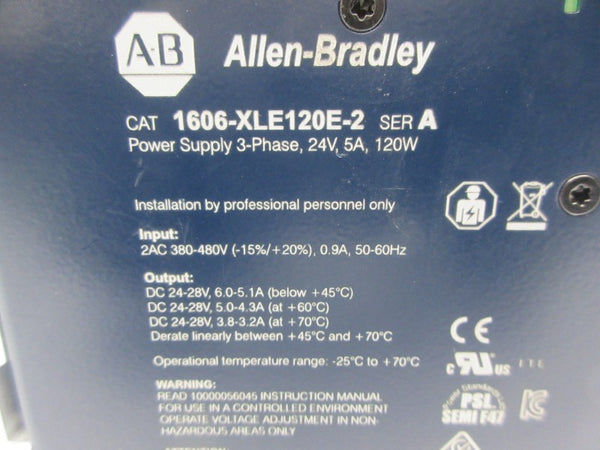 A·B Allen-Bradley
CAT 1606-XLE120E-2 SER A
Power Supply 3-Phase, 24V, 5A, 120W
Installation by professional personnel only
Input:
2AC 380-480V (-15%/+20%), 0.9A, 50-60Hz
Output:
DC 24-28V, 6.0-5.1A (below +45°C)
DC 24-28V, 5.0-4.3A (at +60°C)
DC 24-28V, 3.8-3.2A (at +70°C)
Derate linearly between +45°C and +70°C
CE
Operational temperature range: -25°C to +70°C
c RU US
WARNING:
READ 10000056045 INSTRUCTION MANUAL
FOR USE IN A CONTROLLED ENVIRONMENT
OPERATE VOLTAGE ADJUSTMENT IN NON-
HAZARDOUS AREAS ONLY
PSL
SEMI F47
ATTENTION: